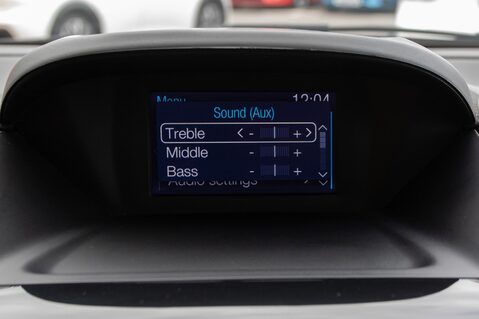 Menu 12:04
Sound (Aux)
Treble < - + >
Middle - +
Bass - +
Audio settings